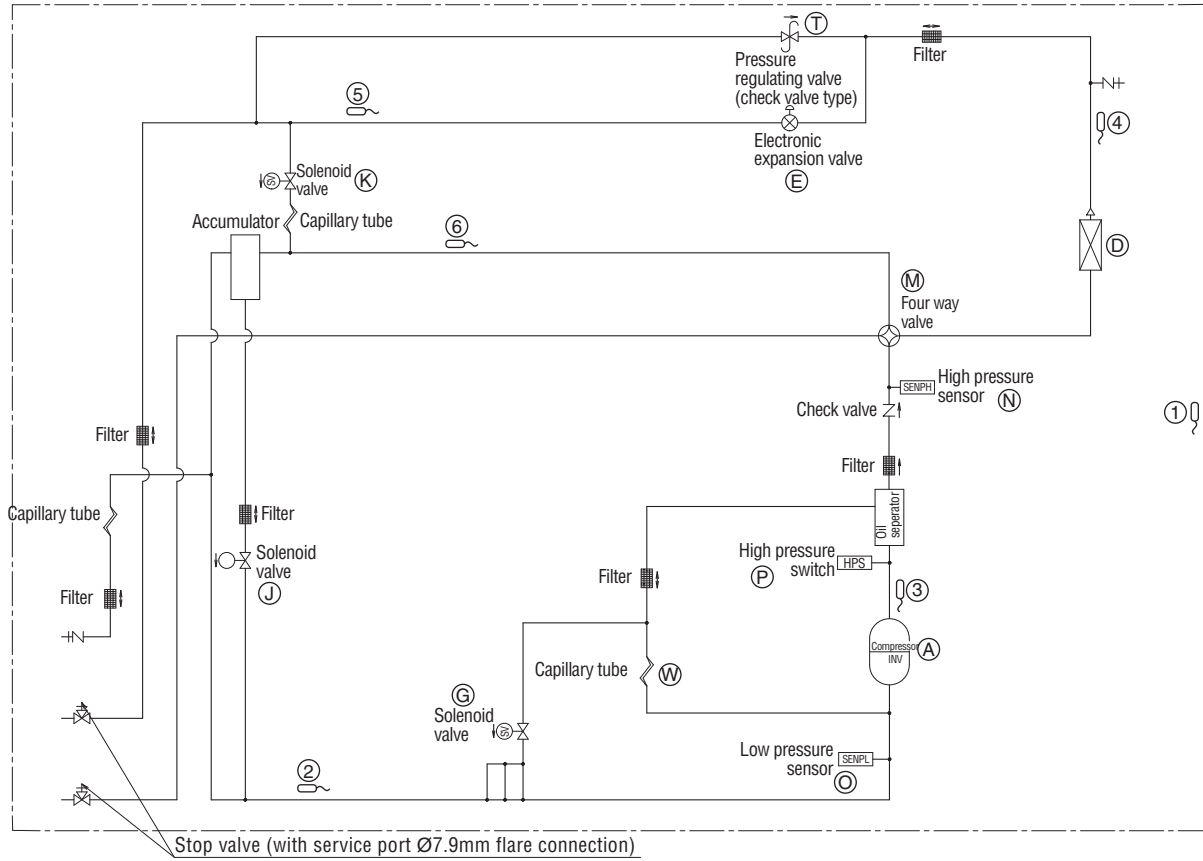 T
Pressure
regulating valve
(check valve type)
Filter
5
4
Electronic
expansion valve
E
SV
Solenoid
valve
K
Accumulator
Capillary tube
6
D
M
Four way
valve
SENPH
High pressure
sensor
N
1
Check valve
Filter
Filter
Capillary tube
Filter
Oil
seperator
High pressure
switch
HPS
P
Solenoid
valve
J
Filter
Filter
3
Compressor
INV
A
Capillary tube
W
G
Solenoid
valve
SV
Low pressure
sensor
SENPL
O
2
Stop valve (with service port Ø7.9mm flare connection)